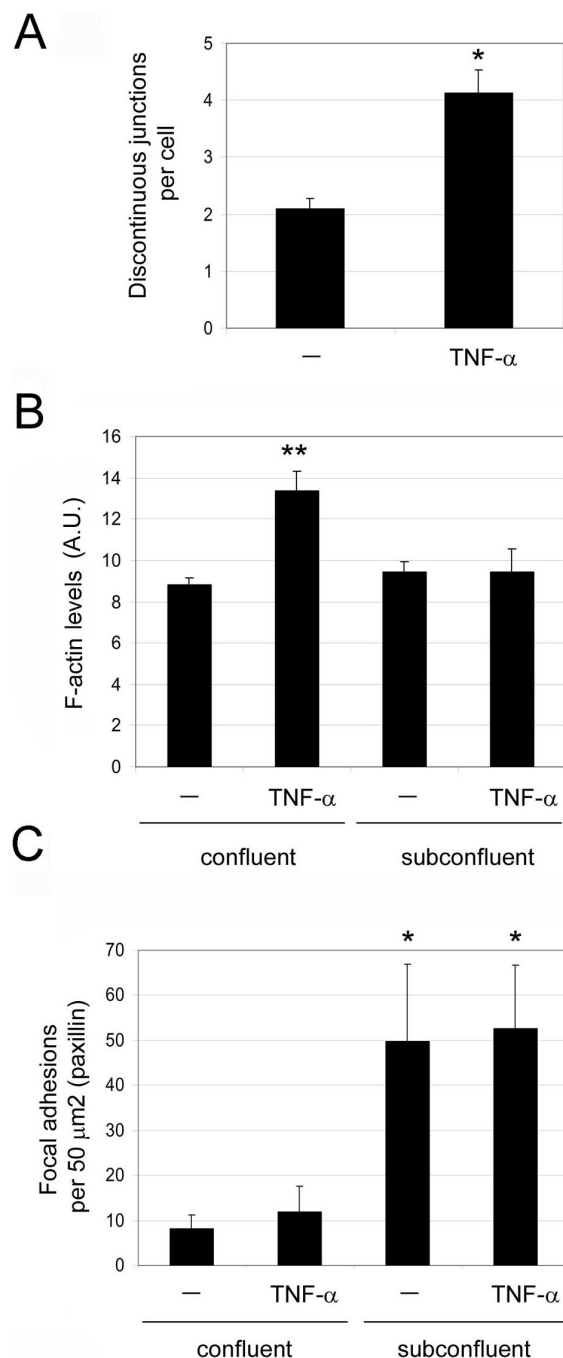 A
Discontinuous junctions
per cell
5
4
3
2
1
0
*
–
TNF-α
B
F-actin levels (A.U.)
16
14
12
10
8
6
4
2
0
**
–
TNF-α
–
TNF-α
confluent
subconfluent
C
Focal adhesions
per 50 μm2 (paxillin)
70
60
50
40
30
20
10
0
*
*
–
TNF-α
–
TNF-α
confluent
subconfluent